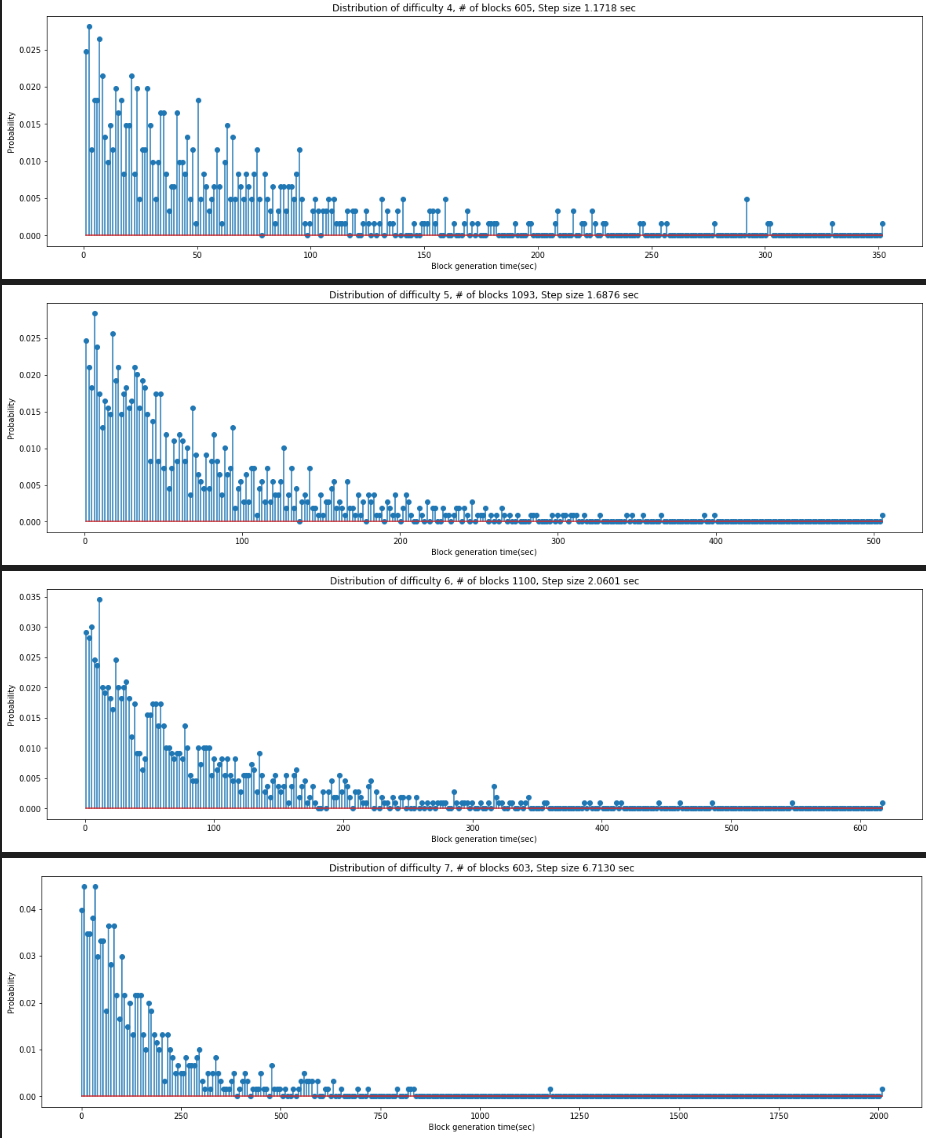 Distribution of difficulty 4, # of blocks 605, Step size 1.1718 sec
0.025
0.020
0.015
0.010
0.005
0.000
Probability
0 50 100 150 200 250 300 350
Block generation time(sec)
Distribution of difficulty 5, # of blocks 1093, Step size 1.6876 sec
0.025
0.020
0.015
0.010
0.005
0.000
Probability
0 100 200 300 400 500
Block generation time(sec)
Distribution of difficulty 6, # of blocks 1100, Step size 2.0601 sec
0.035
0.030
0.025
0.020
0.015
0.010
0.005
0.000
Probability
0 100 200 300 400 500 600
Block generation time(sec)
Distribution of difficulty 7, # of blocks 603, Step size 6.7130 sec
0.04
0.03
0.02
0.01
0.00
Probability
0 250 500 750 1000 1250 1500 1750 2000
Block generation time(sec)